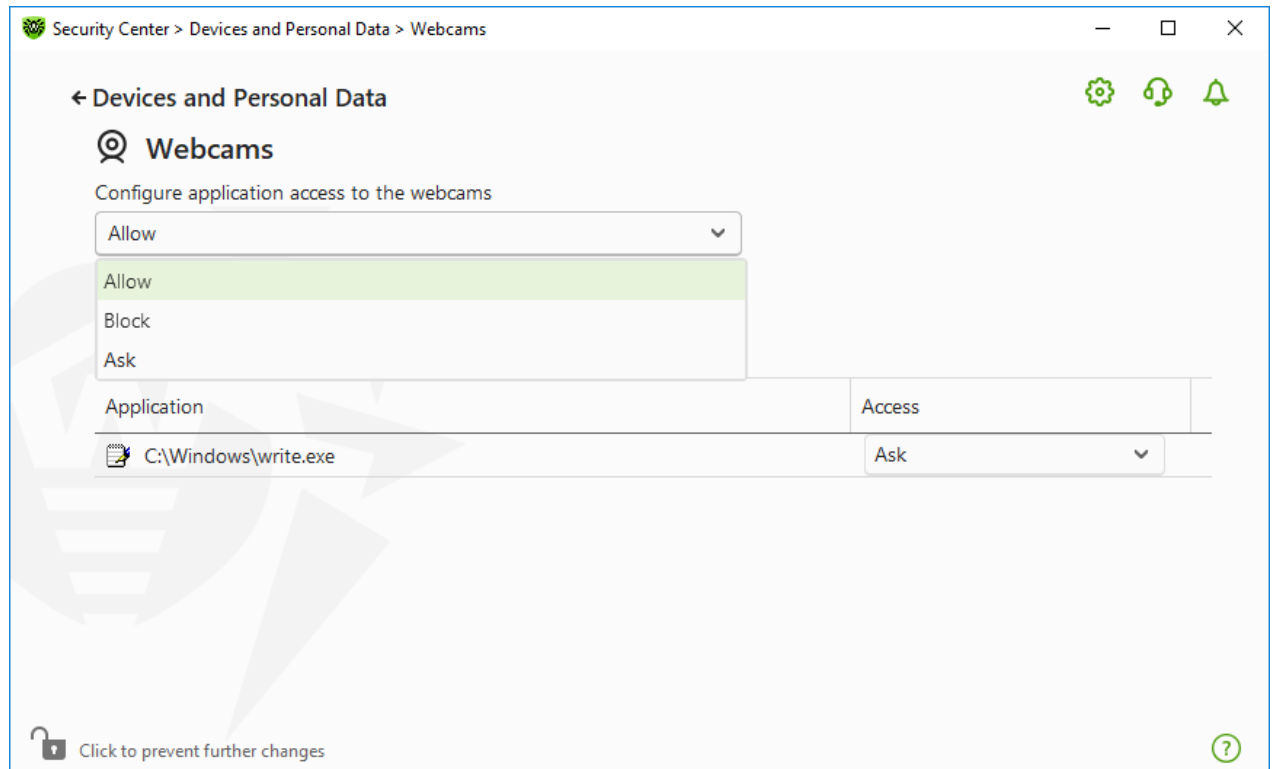 Security Center > Devices and Personal Data > Webcams
Devices and Personal Data
Webcams
Configure application access to the webcams
Allow
Allow
Block
Ask
Application Access
C:\Windows\write.exe Ask
Click to prevent further changes
?